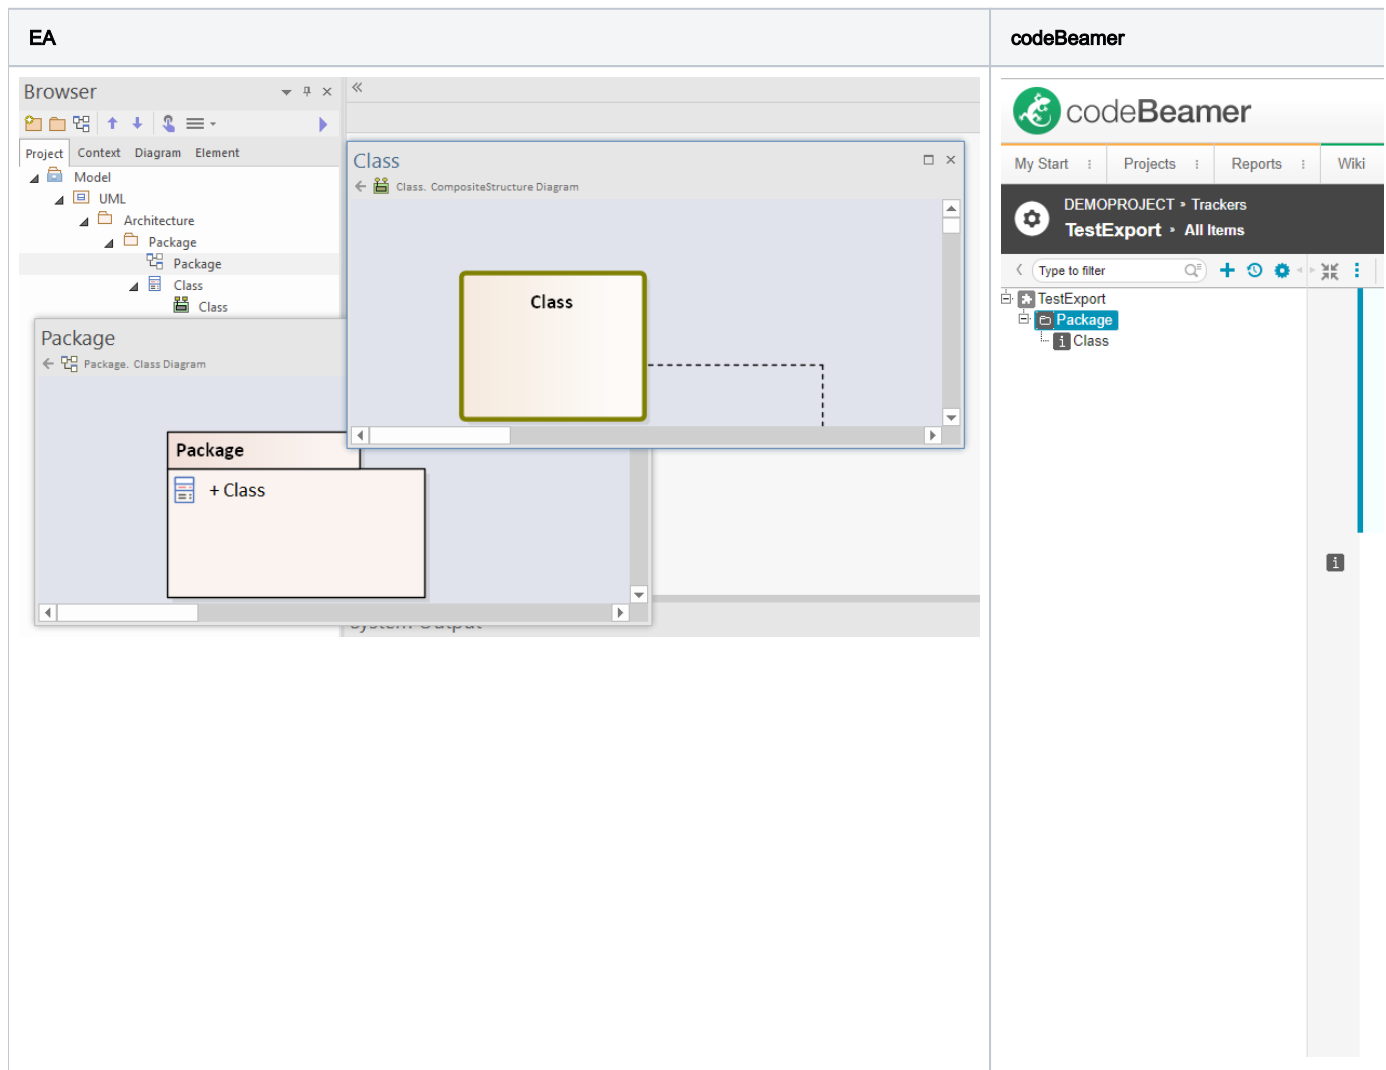 EA
codeBeamer
Browser
Project Context Diagram Element
Model
UML
Architecture
Package
Package
Class
Class
Class
Class. CompositeStructure Diagram
Class
Package
Package. Class Diagram
Package
+ Class
System Output
codeBeamer
My Start Projects Reports Wiki
DEMOPROJECT » Trackers
TestExport » All Items
Type to filter
TestExport
Package
Class